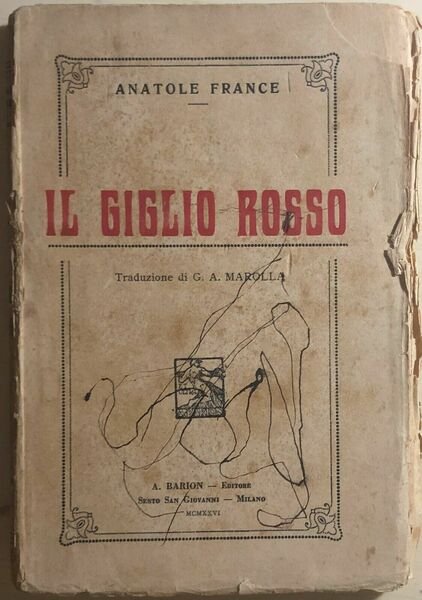 ANATOLE FRANCE
IL GIGLIO ROSSO
Traduzione di G. A. MAROLLA
A. BARION — EDITORE
SESTO SAN GIOVANNI — MILANO
MCMXXVI